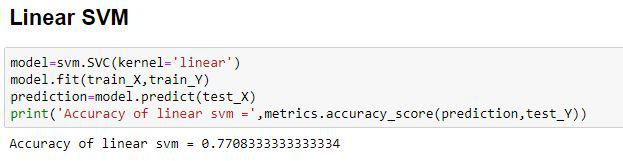 Linear SVM
model=svm.SVC(kernel='linear')
model.fit(train_X,train_Y)
prediction=model.predict(test_X)
print('Accuracy of linear svm =',metrics.accuracy_score(prediction,test_Y))
Accuracy of linear svm = 0.7708333333333334